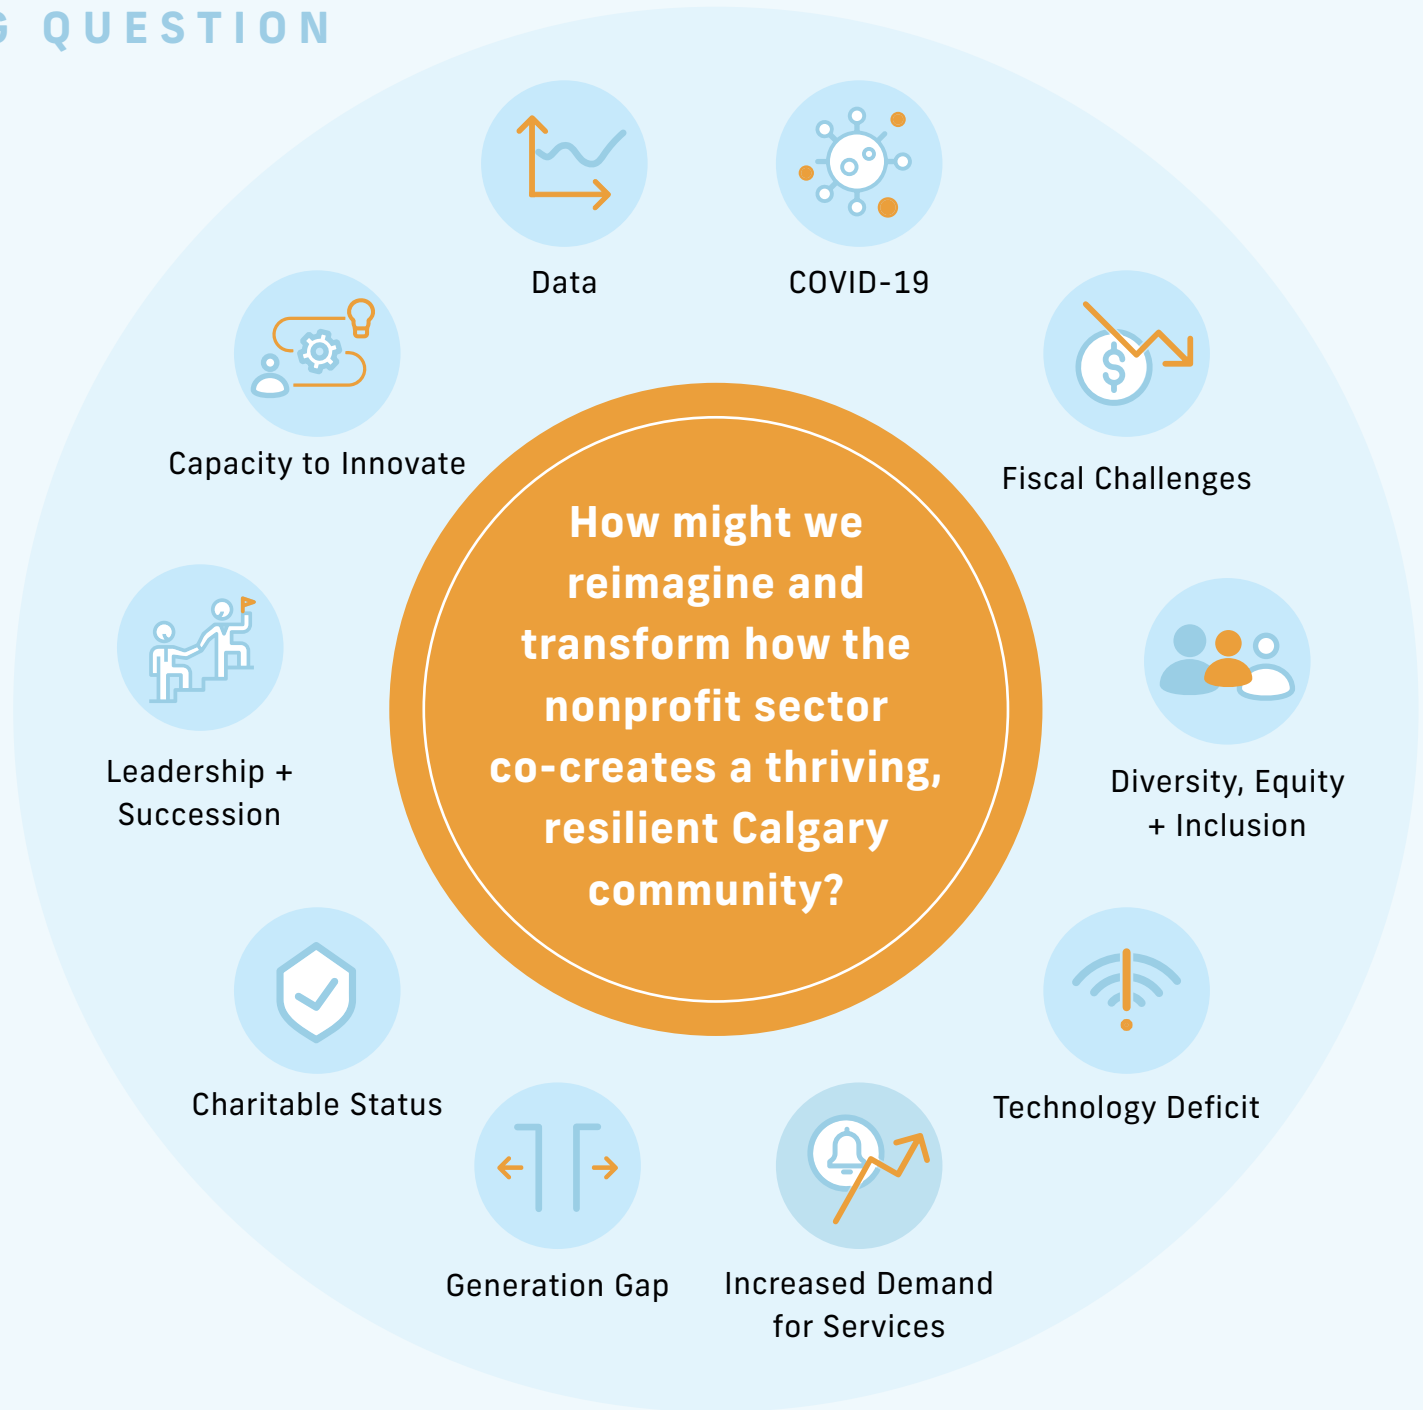 G QUESTION
Data
COVID-19
Capacity to Innovate
Fiscal Challenges
How might we
reimagine and
transform how the
nonprofit sector
co-creates a thriving,
resilient Calgary
community?
Leadership +
Succession
Diversity, Equity
+ Inclusion
Charitable Status
Technology Deficit
Generation Gap
Increased Demand
for Services